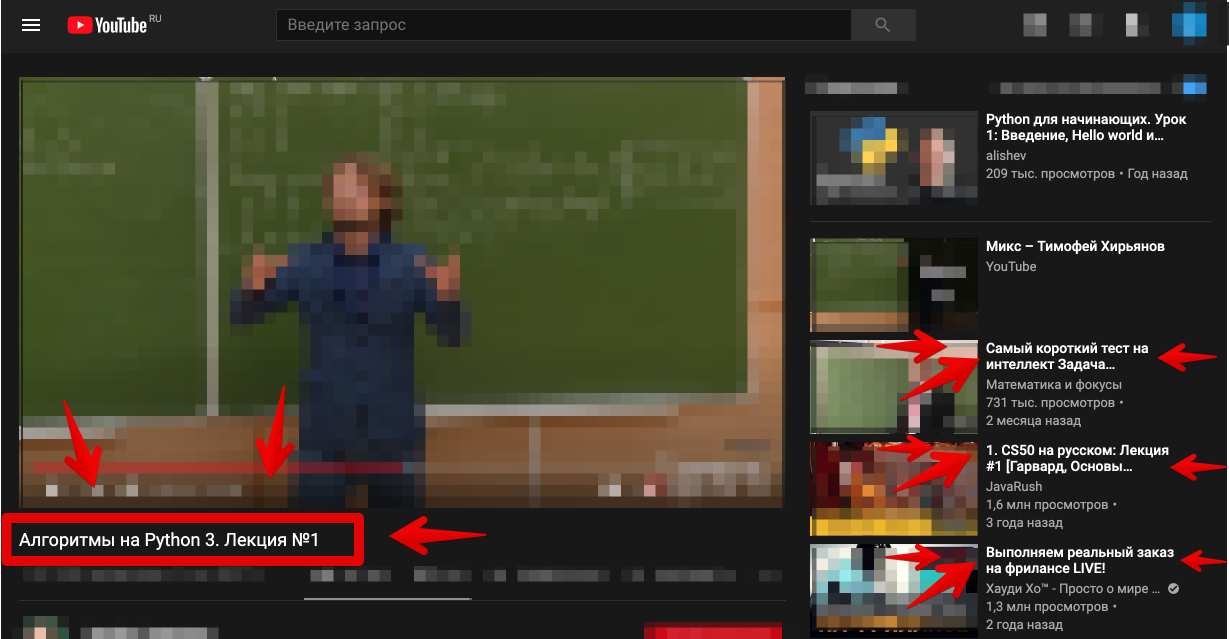 YouTube RU
Введите запрос
Алгоритмы на Python 3. Лекция №1
Python для начинающих. Урок
1: Введение, Hello world и...
alishev
209 тыс. просмотров • Год назад
Микс – Тимофей Хирьянов
YouTube
Самый короткий тест на
интеллект Задача...
Математика и фокусы
731 тыс. просмотров •
2 месяца назад
1. CS50 на русском: Лекция
#1 [Гарвард, Основы...
JavaRush
1,6 млн просмотров •
3 года назад
Выполняем реальный заказ
на фрилансе LIVE!
Хауди Хо™ - Просто о мире ...
1,3 млн просмотров •
2 года назад